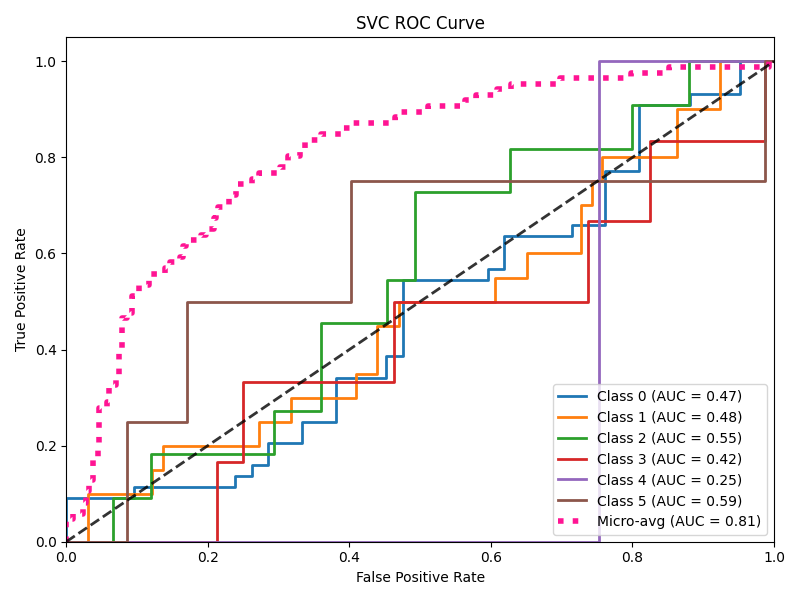 SVC ROC Curve
True Positive Rate
1.0
0.8
0.6
0.4
0.2
0.0
Class 0 (AUC = 0.47)
Class 1 (AUC = 0.48)
Class 2 (AUC = 0.55)
Class 3 (AUC = 0.42)
Class 4 (AUC = 0.25)
Class 5 (AUC = 0.59)
Micro-avg (AUC = 0.81)
0.0 0.2 0.4 0.6 0.8 1.0
False Positive Rate